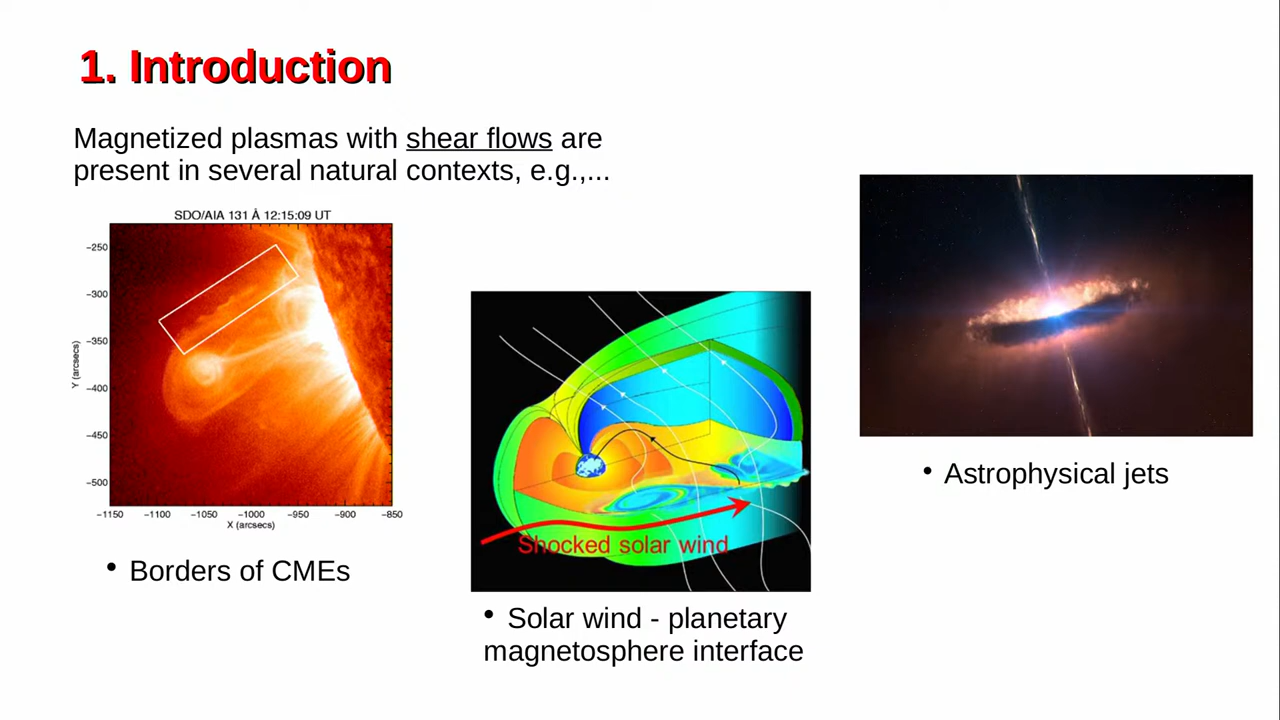 1. Introduction
Magnetized plasmas with shear flows are
present in several natural contexts, e.g.,...
SDO/AIA 131 Å 12:15:09 UT
Y (arcsecs)
−250
−300
−350
−400
−450
−500
−1150 −1100 −1050 −1000 −950 −900 −850
X (arcsecs)
• Borders of CMEs
Shocked solar wind
• Solar wind - planetary
magnetosphere interface
• Astrophysical jets